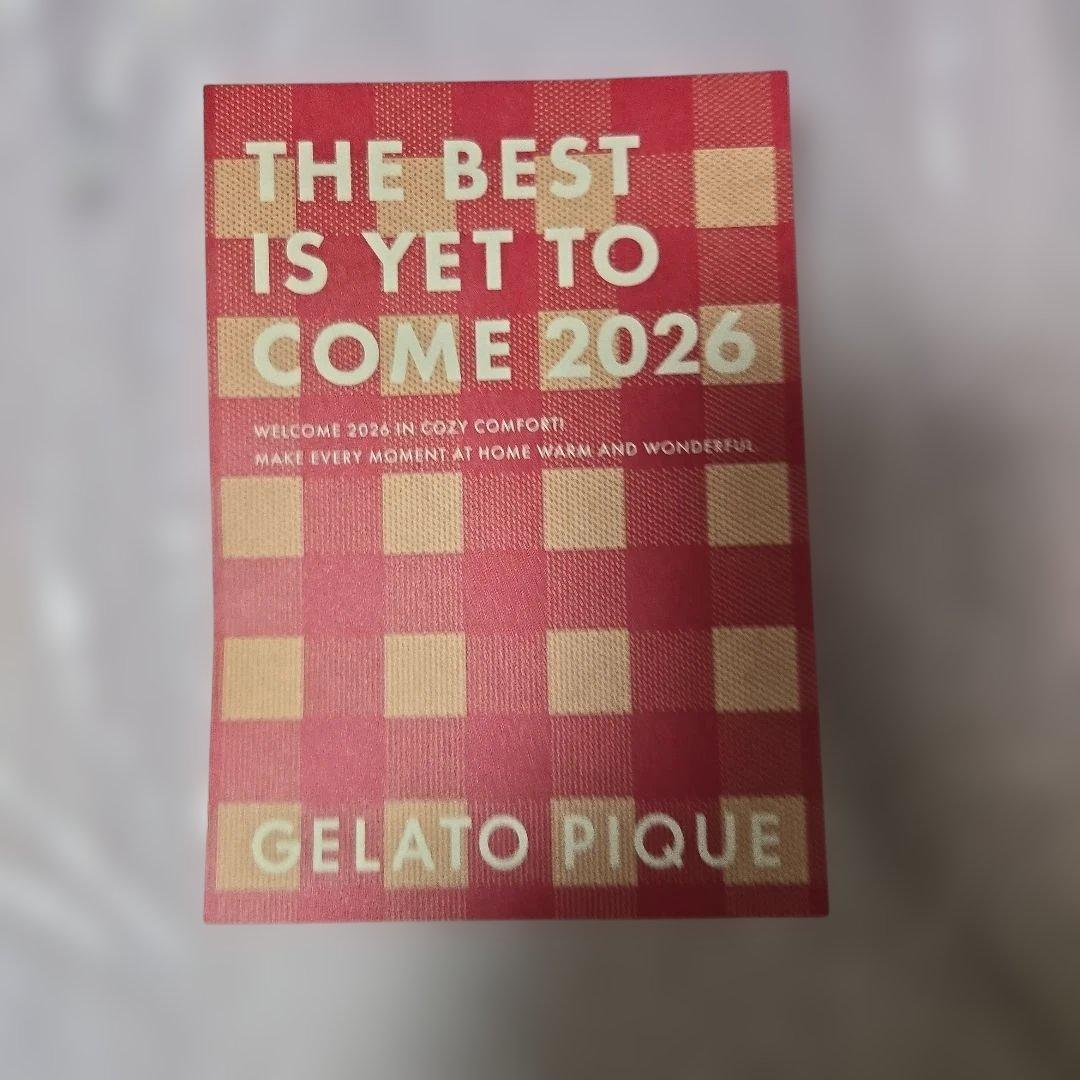 THE BEST
IS YET TO
COME 2026
WELCOME 2026 IN COZY COMFORT!
MAKE EVERY MOMENT AT HOME WARM AND WONDERFUL
GELATO PIQUE